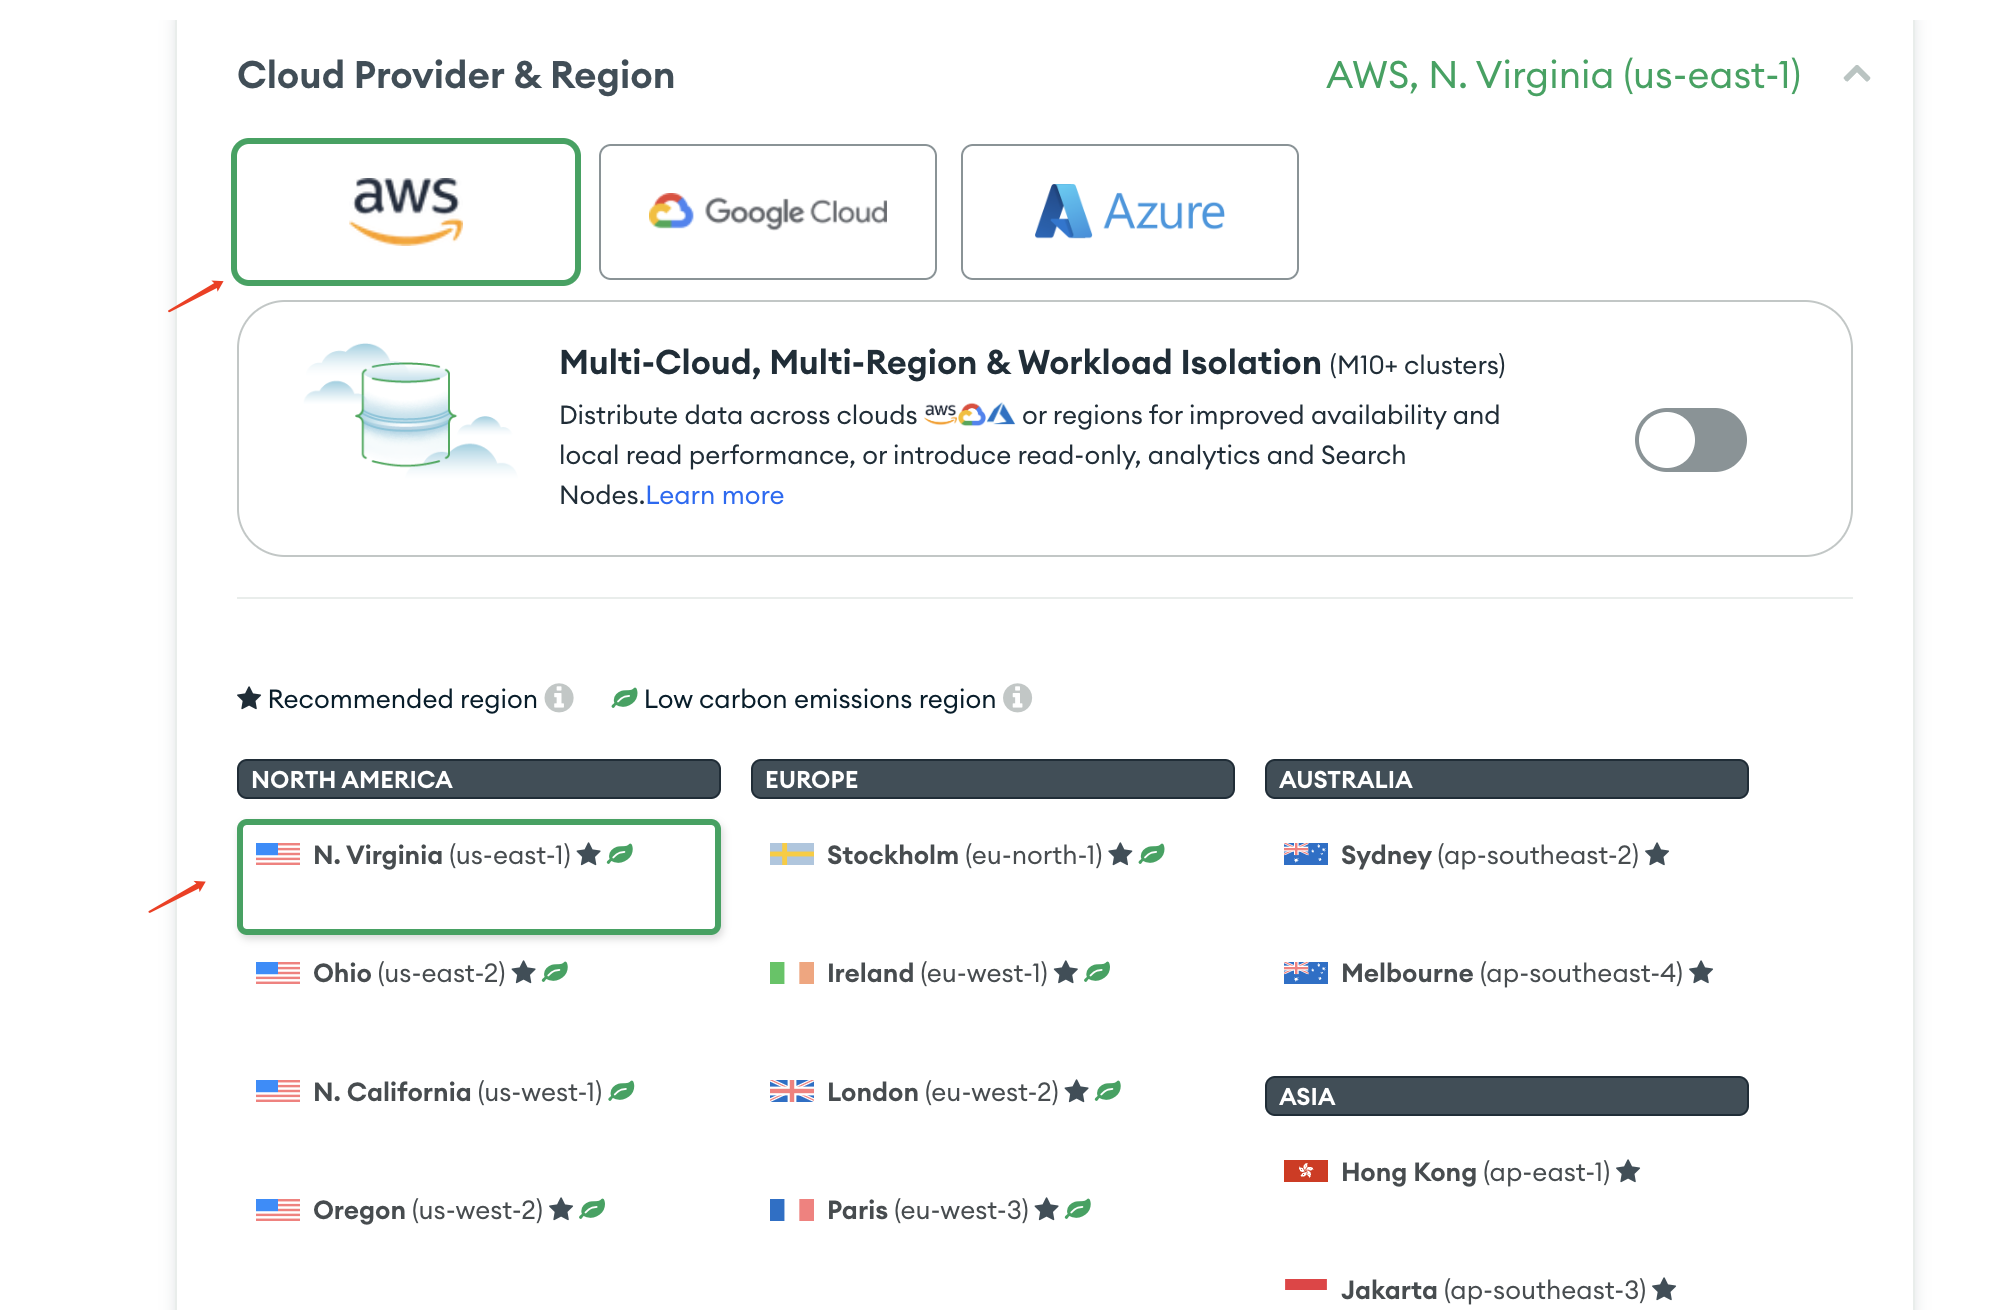 Cloud Provider & Region
AWS, N. Virginia (us-east-1)
aws
Google Cloud
Azure
Multi-Cloud, Multi-Region & Workload Isolation (M10+ clusters)
Distribute data across clouds aws or regions for improved availability and
local read performance, or introduce read-only, analytics and Search
Nodes.Learn more
Recommended region
Low carbon emissions region
NORTH AMERICA
N. Virginia (us-east-1)
Ohio (us-east-2)
N. California (us-west-1)
Oregon (us-west-2)
EUROPE
Stockholm (eu-north-1)
Ireland (eu-west-1)
London (eu-west-2)
Paris (eu-west-3)
AUSTRALIA
Sydney (ap-southeast-2)
Melbourne (ap-southeast-4)
ASIA
Hong Kong (ap-east-1)
Jakarta (ap-southeast-3)